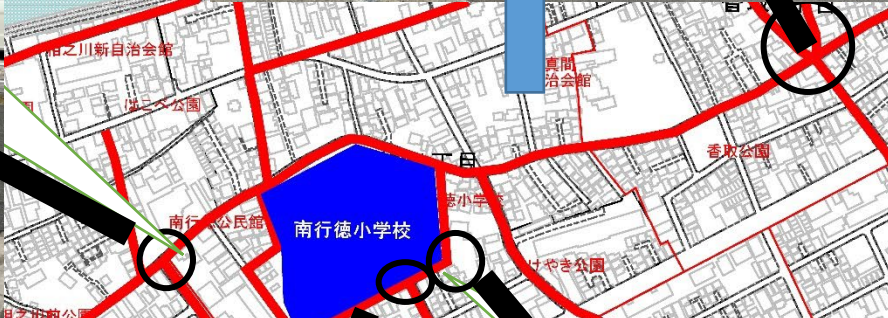 相之川新自治会館
はこべ公園
真間
治会館
丁目
香取公園
徳小学校
南行徳公民館
南行徳小学校
けやき公園